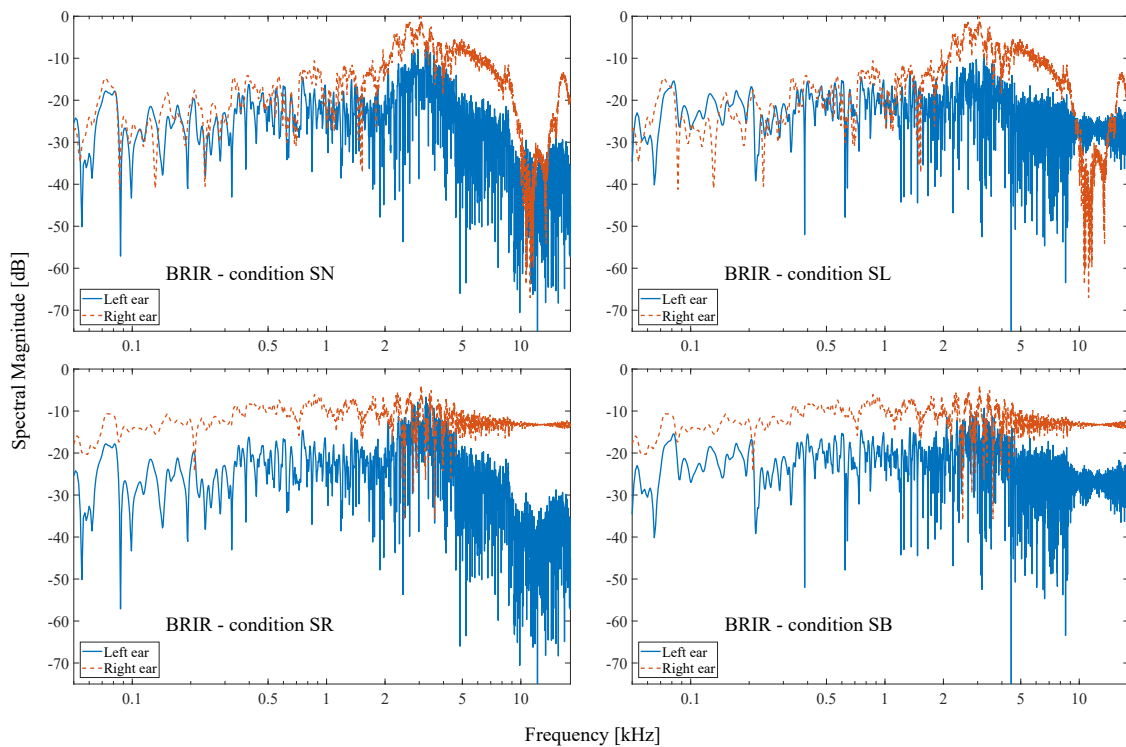 0
-10
-20
-30
-40
-50
-60
-70
BRIR - condition SN
Left ear
Right ear
0.1 0.5 1 2 5 10
0
-10
-20
-30
-40
-50
-60
-70
BRIR - condition SL
Left ear
Right ear
0.1 0.5 1 2 5 10
Spectral Magnitude [dB]
0
-10
-20
-30
-40
-50
-60
-70
BRIR - condition SR
Left ear
Right ear
0.1 0.5 1 2 5 10
0
-10
-20
-30
-40
-50
-60
-70
BRIR - condition SB
Left ear
Right ear
0.1 0.5 1 2 5 10
Frequency [kHz]